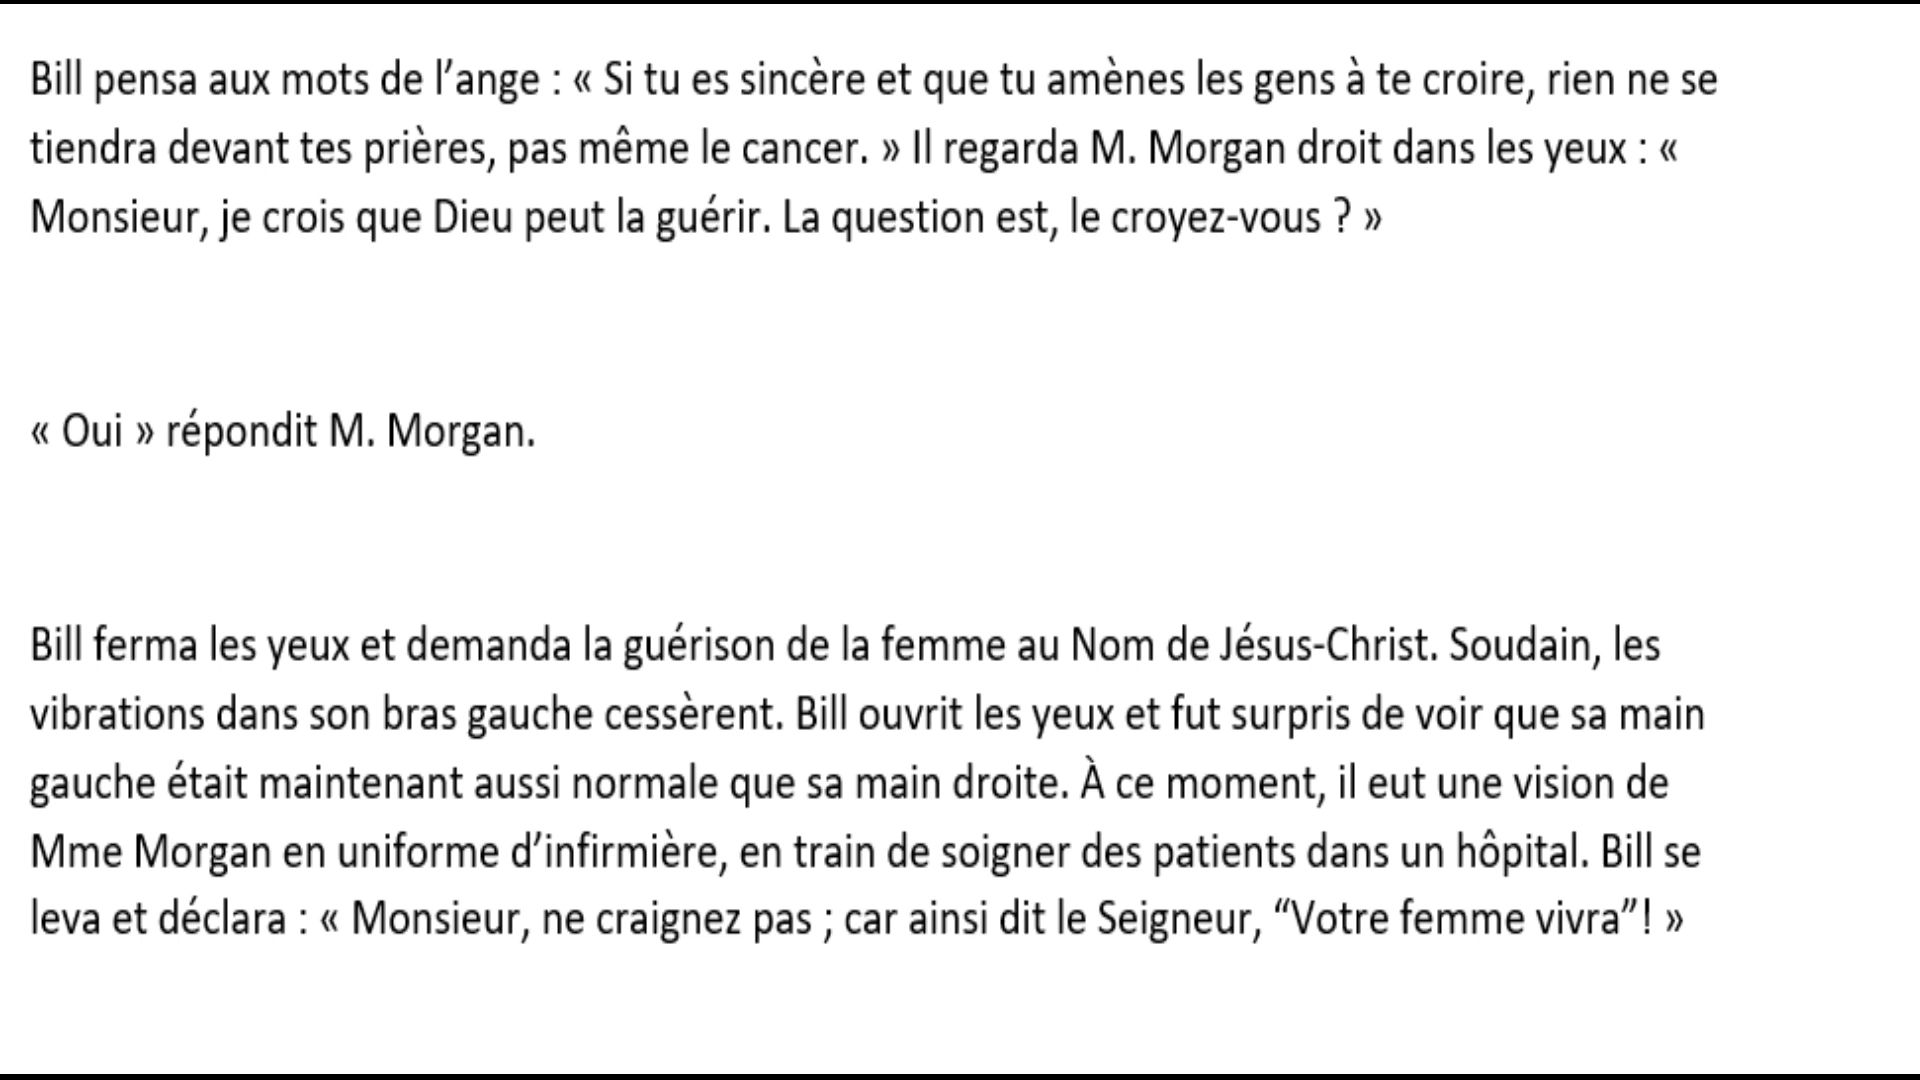 Bill pensa aux mots de l’ange : « Si tu es sincère et que tu amènes les gens à te croire, rien ne se
tiendra devant tes prières, pas même le cancer. » Il regarda M. Morgan droit dans les yeux : «
Monsieur, je crois que Dieu peut la guérir. La question est, le croyez-vous ? »
« Oui » répondit M. Morgan.
Bill ferma les yeux et demanda la guérison de la femme au Nom de Jésus-Christ. Soudain, les
vibrations dans son bras gauche cessèrent. Bill ouvrit les yeux et fut surpris de voir que sa main
gauche était maintenant aussi normale que sa main droite. À ce moment, il eut une vision de
Mme Morgan en uniforme d’infirmière, en train de soigner des patients dans un hôpital. Bill se
leva et déclara : « Monsieur, ne craignez pas ; car ainsi dit le Seigneur, “Votre femme vivra”! »